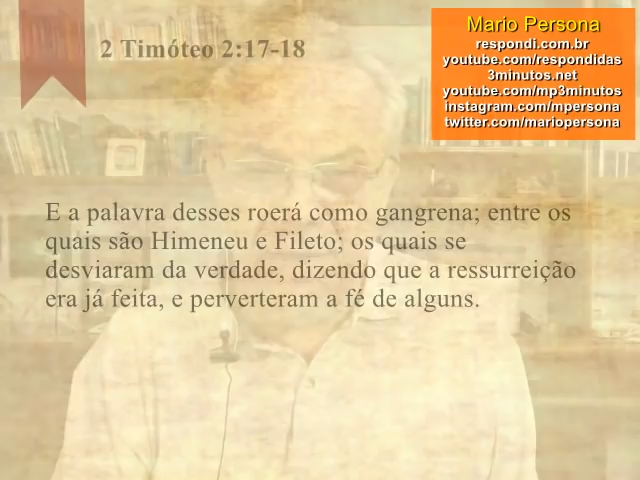 2 Timóteo 2:17-18
Mario Persona
respondi.com.br
youtube.com/respondidas
3minutos.net
youtube.com/mp3minutos
instagram.com/mpersona
twitter.com/mariopersona
E a palavra desses roerá como gangrena; entre os
quais são Himeneu e Fileto; os quais se
desviaram da verdade, dizendo que a ressurreição
era já feita, e perverteram a fé de alguns.